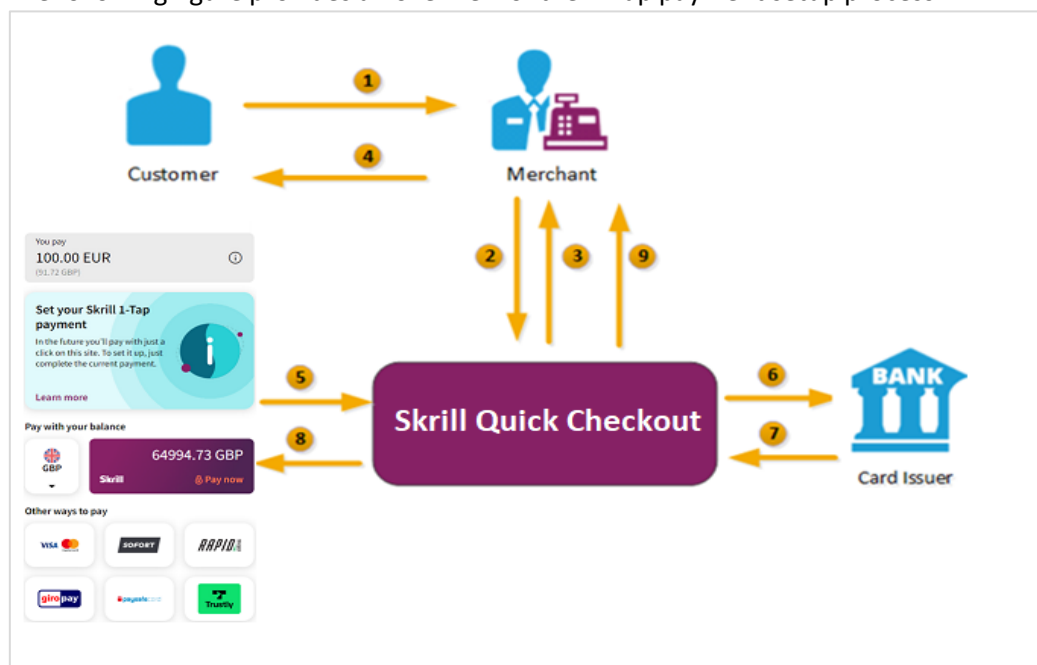 1
Customer
4
Merchant
2
3
9
You pay
100.00 EUR
(91.72 GBP)
Set your Skrill 1-Tap
payment
In the future you'll pay with just a
click on this site. To set it up, just
complete the current payment.
Learn more
5
8
Skrill Quick Checkout
6
7
BANK
Card Issuer
Pay with your balance
GBP
64994.73 GBP
Skrill
Pay now
Other ways to pay
VISA
SOFORT
RAPID
giropay
paysafecard
Trustly